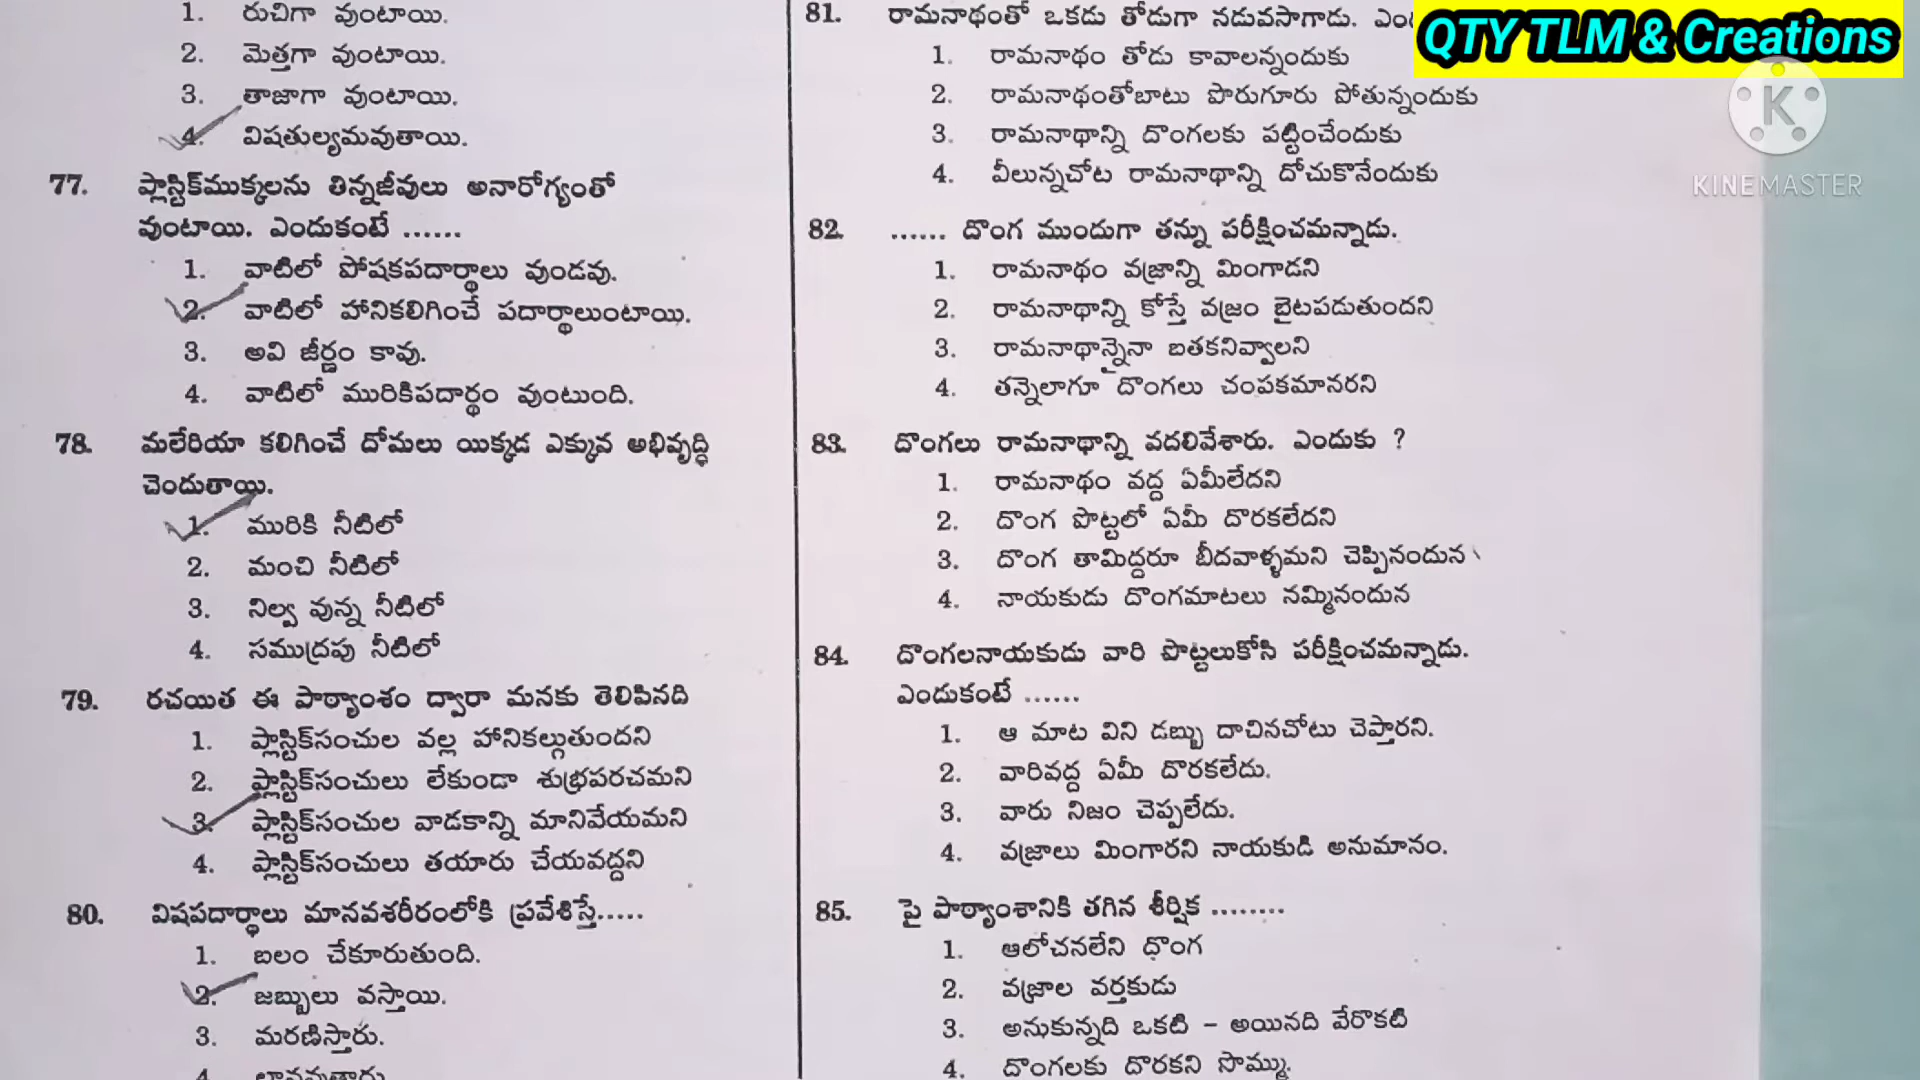 1. రుచిగా వుంటాయి.
2. మెత్తగా వుంటాయి.
3. తాజాగా వుంటాయి.
4. విషతుల్యమవుతాయి.
77. ప్లాస్టిక్‌ముక్కలను తిన్నజీవులు అనారోగ్యంతో
వుంటాయి. ఎందుకంటే ......
1. వాటిలో పోషకపదార్థాలు వుండవు.
2. వాటిలో హానికలిగించే పదార్థాలుంటాయి.
3. అవి జీర్ణం కావు.
4. వాటిలో మురికిపదార్థం వుంటుంది.
78. మలేరియా కలిగించే దోమలు యిక్కడ ఎక్కువ అభివృద్ధి
చెందుతాయి.
1. మురికి నీటిలో
2. మంచి నీటిలో
3. నిల్వ వున్న నీటిలో
4. సముద్రపు నీటిలో
79. రచయిత ఈ పాఠ్యాంశం ద్వారా మనకు తెలిపినది
1. ప్లాస్టిక్‌సంచుల వల్ల హానికల్గుతుందని
2. ప్లాస్టిక్‌సంచులు లేకుండా శుభ్రపరచమని
3. ప్లాస్టిక్‌సంచుల వాడకాన్ని మానివేయమని
4. ప్లాస్టిక్‌సంచులు తయారు చేయవద్దని
80. విషపదార్థాలు మానవశరీరంలోకి ప్రవేశిస్తే.....
1. బలం చేకూరుతుంది.
2. జబ్బులు వస్తాయి.
3. మరణిస్తారు.
4.
81. రామనాథంతో ఒకడు తోడుగా నడువసాగాడు.
1. రామనాథం తోడు కావాలన్నందుకు
2. రామనాథంతోబాటు పొరుగూరు పోతున్నందుకు
3. రామనాథాన్ని దొంగలకు పట్టించేందుకు
4. వీలున్నచోట రామనాథాన్ని దోచుకొనేందుకు
82. ...... దొంగ ముందుగా తన్ను పరీక్షించమన్నాడు.
1. రామనాథం వజ్రాన్ని మింగాడని
2. రామనాథాన్ని కోస్తే వజ్రం బైటపడుతుందని
3. రామనాథాన్నైనా బతకనివ్వాలని
4. తన్నెలాగూ దొంగలు చంపకమానరని
83. దొంగలు రామనాథాన్ని వదలివేశారు. ఎందుకు ?
1. రామనాథం వద్ద ఏమీలేదని
2. దొంగ పొట్టలో ఏమీ దొరకలేదని
3. దొంగ తామిద్దరూ బీదవాళ్ళమని చెప్పినందున
4. నాయకుడు దొంగమాటలు నమ్మినందున
84. దొంగలనాయకుడు వారి పొట్టలుకోసి పరీక్షించమన్నాడు.
ఎందుకంటే ......
1. ఆ మాట విని డబ్బు దాచినచోటు చెప్తారని.
2. వారివద్ద ఏమీ దొరకలేదు.
3. వారు నిజం చెప్పలేదు.
4. వజ్రాలు మింగారని నాయకుడి అనుమానం.
85. పై పాఠ్యాంశానికి తగిన శీర్షిక ........
1. ఆలోచనలేని దొంగ
2. వజ్రాల వర్తకుడు
3. అనుకున్నది ఒకటి - అయినది వేరొకటి
4. దొంగలకు దొరకని సొమ్ము.
QTY TLM & Creations
K
KINEMASTER